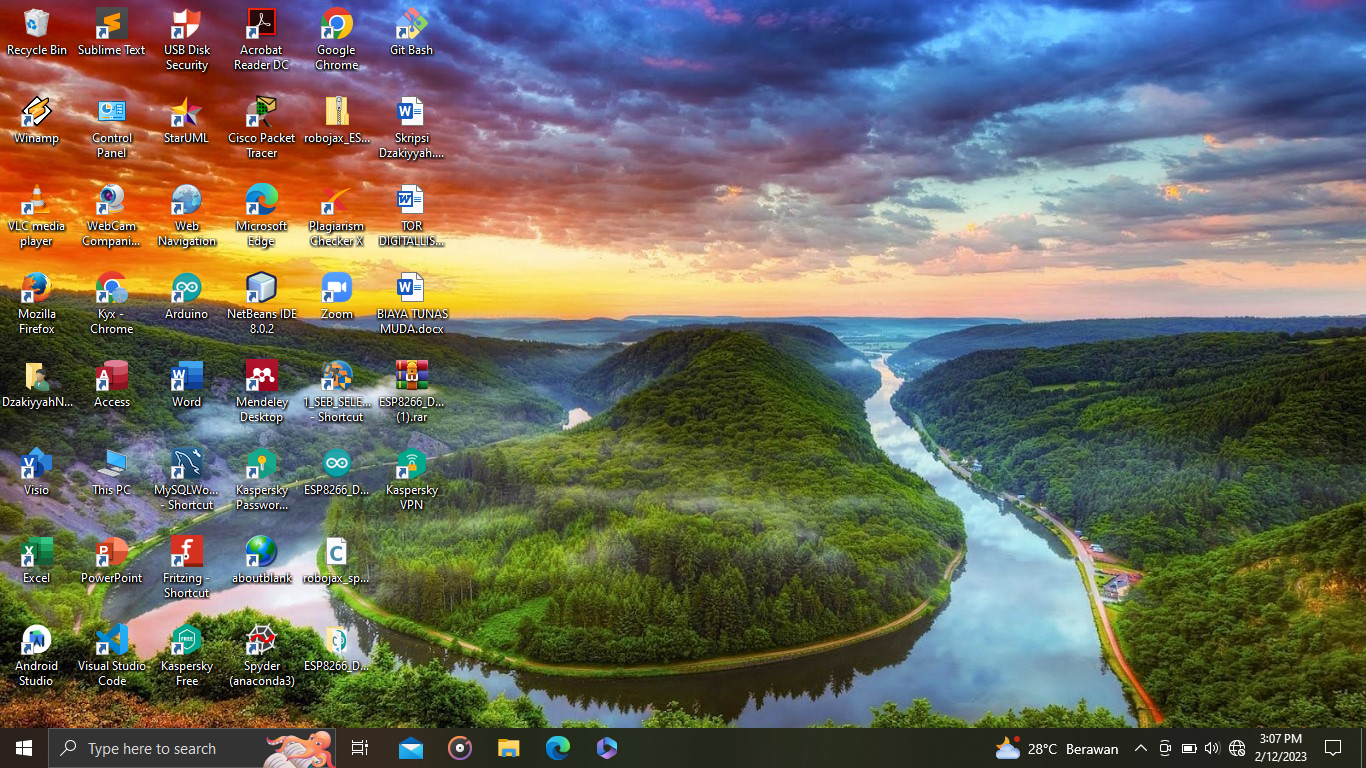 Recycle Bin
Sublime Text
USB Disk
Security
Acrobat
Reader DC
Google
Chrome
Git Bash
Winamp
Control
Panel
StarUML
Cisco Packet
Tracer
robojax_ES...
Skripsi
Dzakiyyah....
VLC media
player
WebCam
Compani...
Web
Navigation
Microsoft
Edge
Plagiarism
Checker X
TOR
DIGITALLIS...
Mozilla
Firefox
Kyx -
Chrome
Arduino
NetBeans IDE
8.0.2
Zoom
BIAYA TUNAS
MUDA.docx
DzakiyyahN...
Access
Word
Mendeley
Desktop
1_SEB_SELE...
- Shortcut
ESP8266_D...
(1).rar
Visio
This PC
MySQLWo...
- Shortcut
Kaspersky
Passwor...
ESP8266_D...
Kaspersky
VPN
Excel
PowerPoint
Fritzing -
Shortcut
aboutblank
robojax_sp...
Android
Studio
Visual Studio
Code
Kaspersky
Free
Spyder
(anaconda3)
ESP8266_D...
Type here to search
28°C Berawan
3:07 PM
2/12/2023